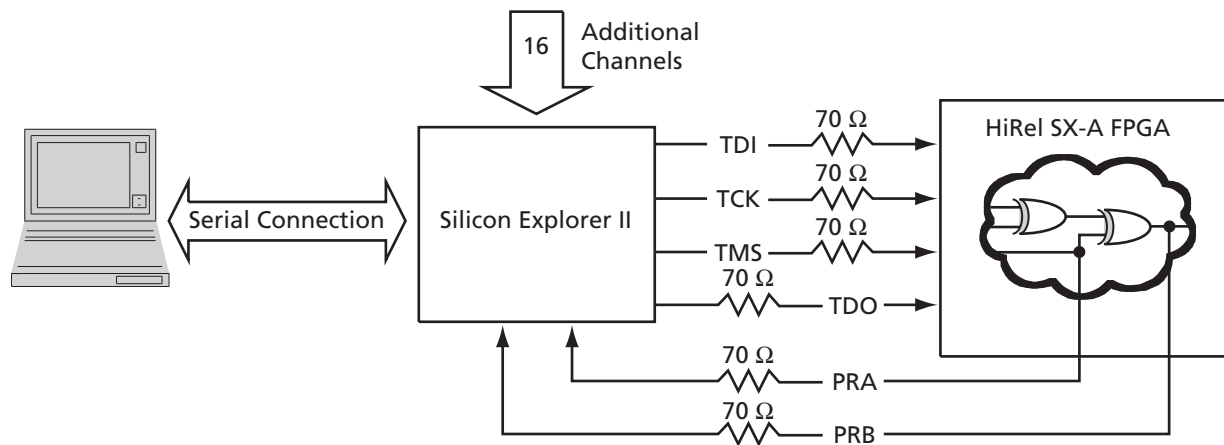 16
Additional
Channels
70 Ω
HiRel SX-A FPGA
TDI
70 Ω
TCK
Serial Connection
Silicon Explorer II
70 Ω
TMS
70 Ω
TDO
70 Ω
PRA
70 Ω
PRB